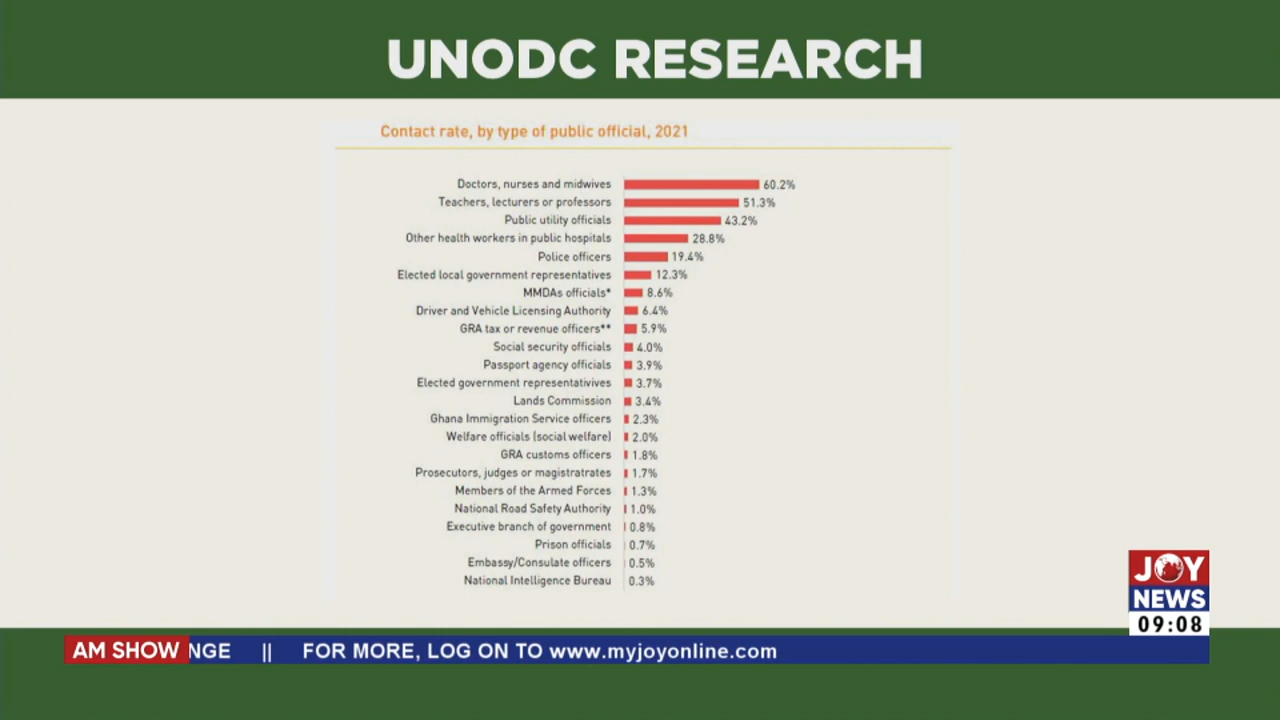 UNODC RESEARCH
Contact rate, by type of public official, 2021
Doctors, nurses and midwives 60.2%
Teachers, lecturers or professors 51.3%
Public utility officials 43.2%
Other health workers in public hospitals 28.8%
Police officers 19.4%
Elected local government representatives 12.3%
MMDAs officials* 8.6%
Driver and Vehicle Licensing Authority 6.4%
GRA tax or revenue officers** 5.9%
Social security officials 4.0%
Passport agency officials 3.9%
Elected government representativives 3.7%
Lands Commission 3.4%
Ghana Immigration Service officers 2.3%
Welfare officials (social welfare) 2.0%
GRA customs officers 1.8%
Prosecutors, judges or magistratrates 1.7%
Members of the Armed Forces 1.3%
National Road Safety Authority 1.0%
Executive branch of government 0.8%
Prison officials 0.7%
Embassy/Consulate officers 0.5%
National Intelligence Bureau 0.3%
JOY
NEWS
09:08
AM SHOW NGE || FOR MORE, LOG ON TO www.myjoyonline.com